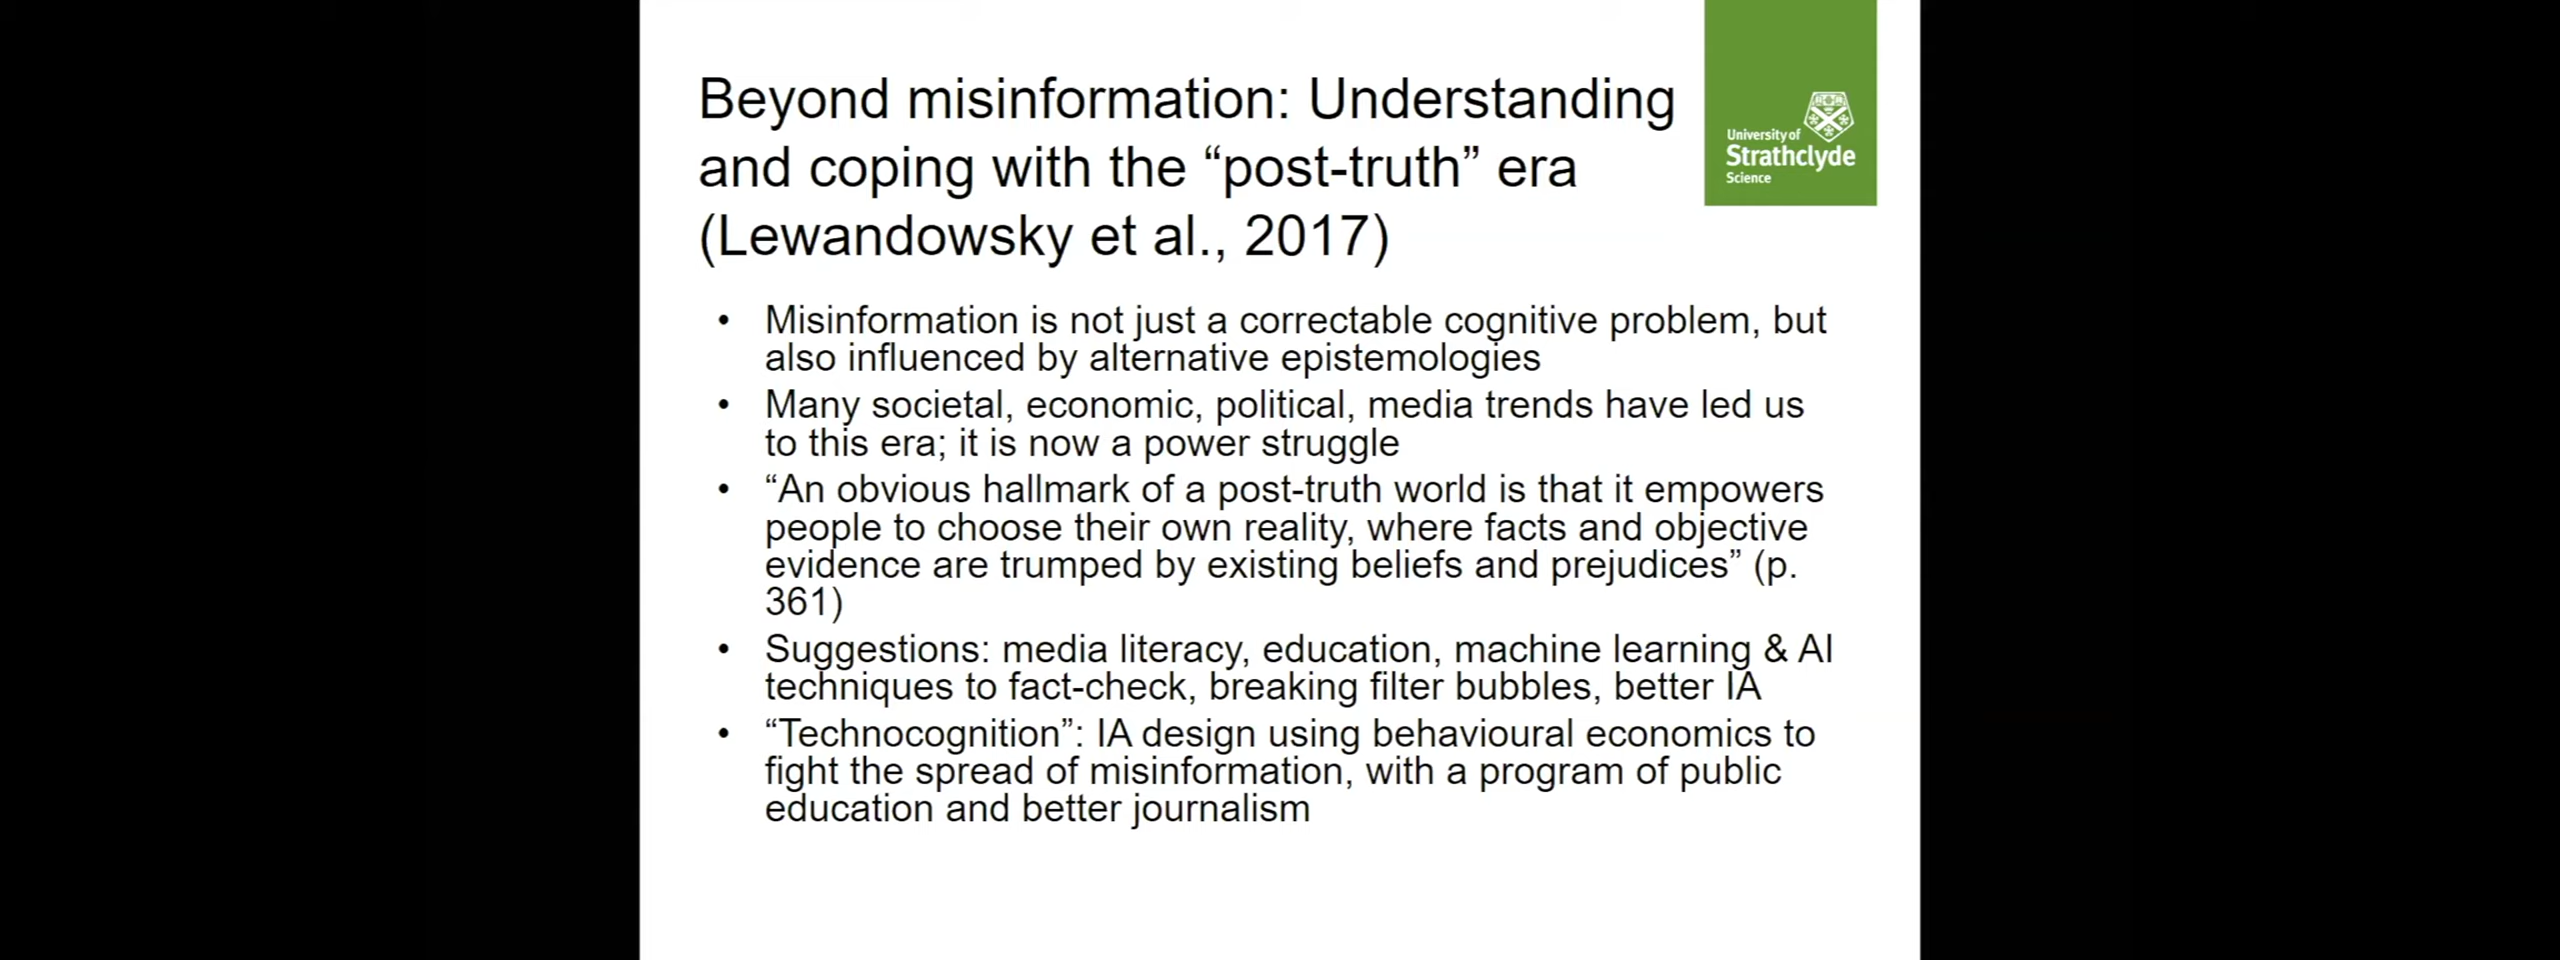 Beyond misinformation: Understanding
and coping with the “post-truth” era
(Lewandowsky et al., 2017)
University of
Strathclyde
Science
• Misinformation is not just a correctable cognitive problem, but
also influenced by alternative epistemologies
• Many societal, economic, political, media trends have led us
to this era; it is now a power struggle
• “An obvious hallmark of a post-truth world is that it empowers
people to choose their own reality, where facts and objective
evidence are trumped by existing beliefs and prejudices” (p.
361)
• Suggestions: media literacy, education, machine learning & AI
techniques to fact-check, breaking filter bubbles, better IA
• “Technocognition”: IA design using behavioural economics to
fight the spread of misinformation, with a program of public
education and better journalism